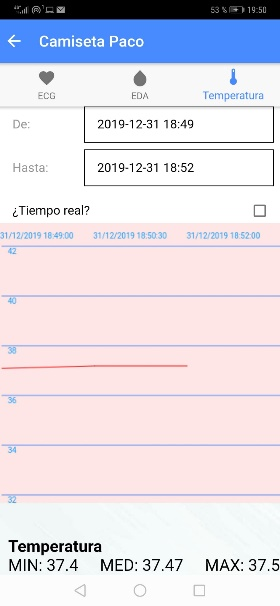 53 % 19:50
Camiseta Paco
ECG EDA Temperatura
De: 2019-12-31 18:49
Hasta: 2019-12-31 18:52
¿Tiempo real?
31/12/2019 18:49:00 31/12/2019 18:50:30 31/12/2019 18:52:00
42
40
38
36
34
32
Temperatura
MIN: 37.4 MED: 37.47 MAX: 37.5